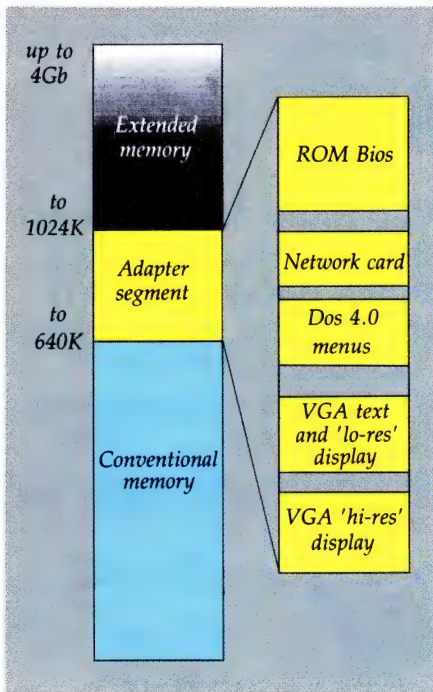 up to
4Gb
Extended
memory
to
1024K
Adapter
segment
to
640K
Conventional
memory
ROM Bios
Network card
Dos 4.0
menus
VGA text
and 'lo-res'
display
VGA 'hi-res'
display